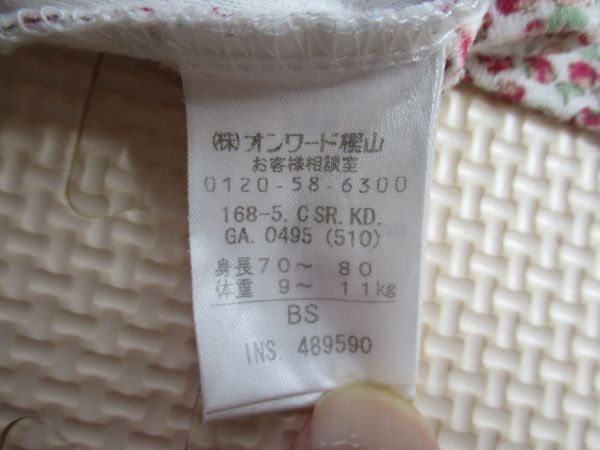 (株)オンワード樫山
お客様相談室
0120-58-6300
168-5. C SR. KD.
GA. 0495 (510)
身長70～ 80
体重 9～ 11kg
BS
INS. 489590